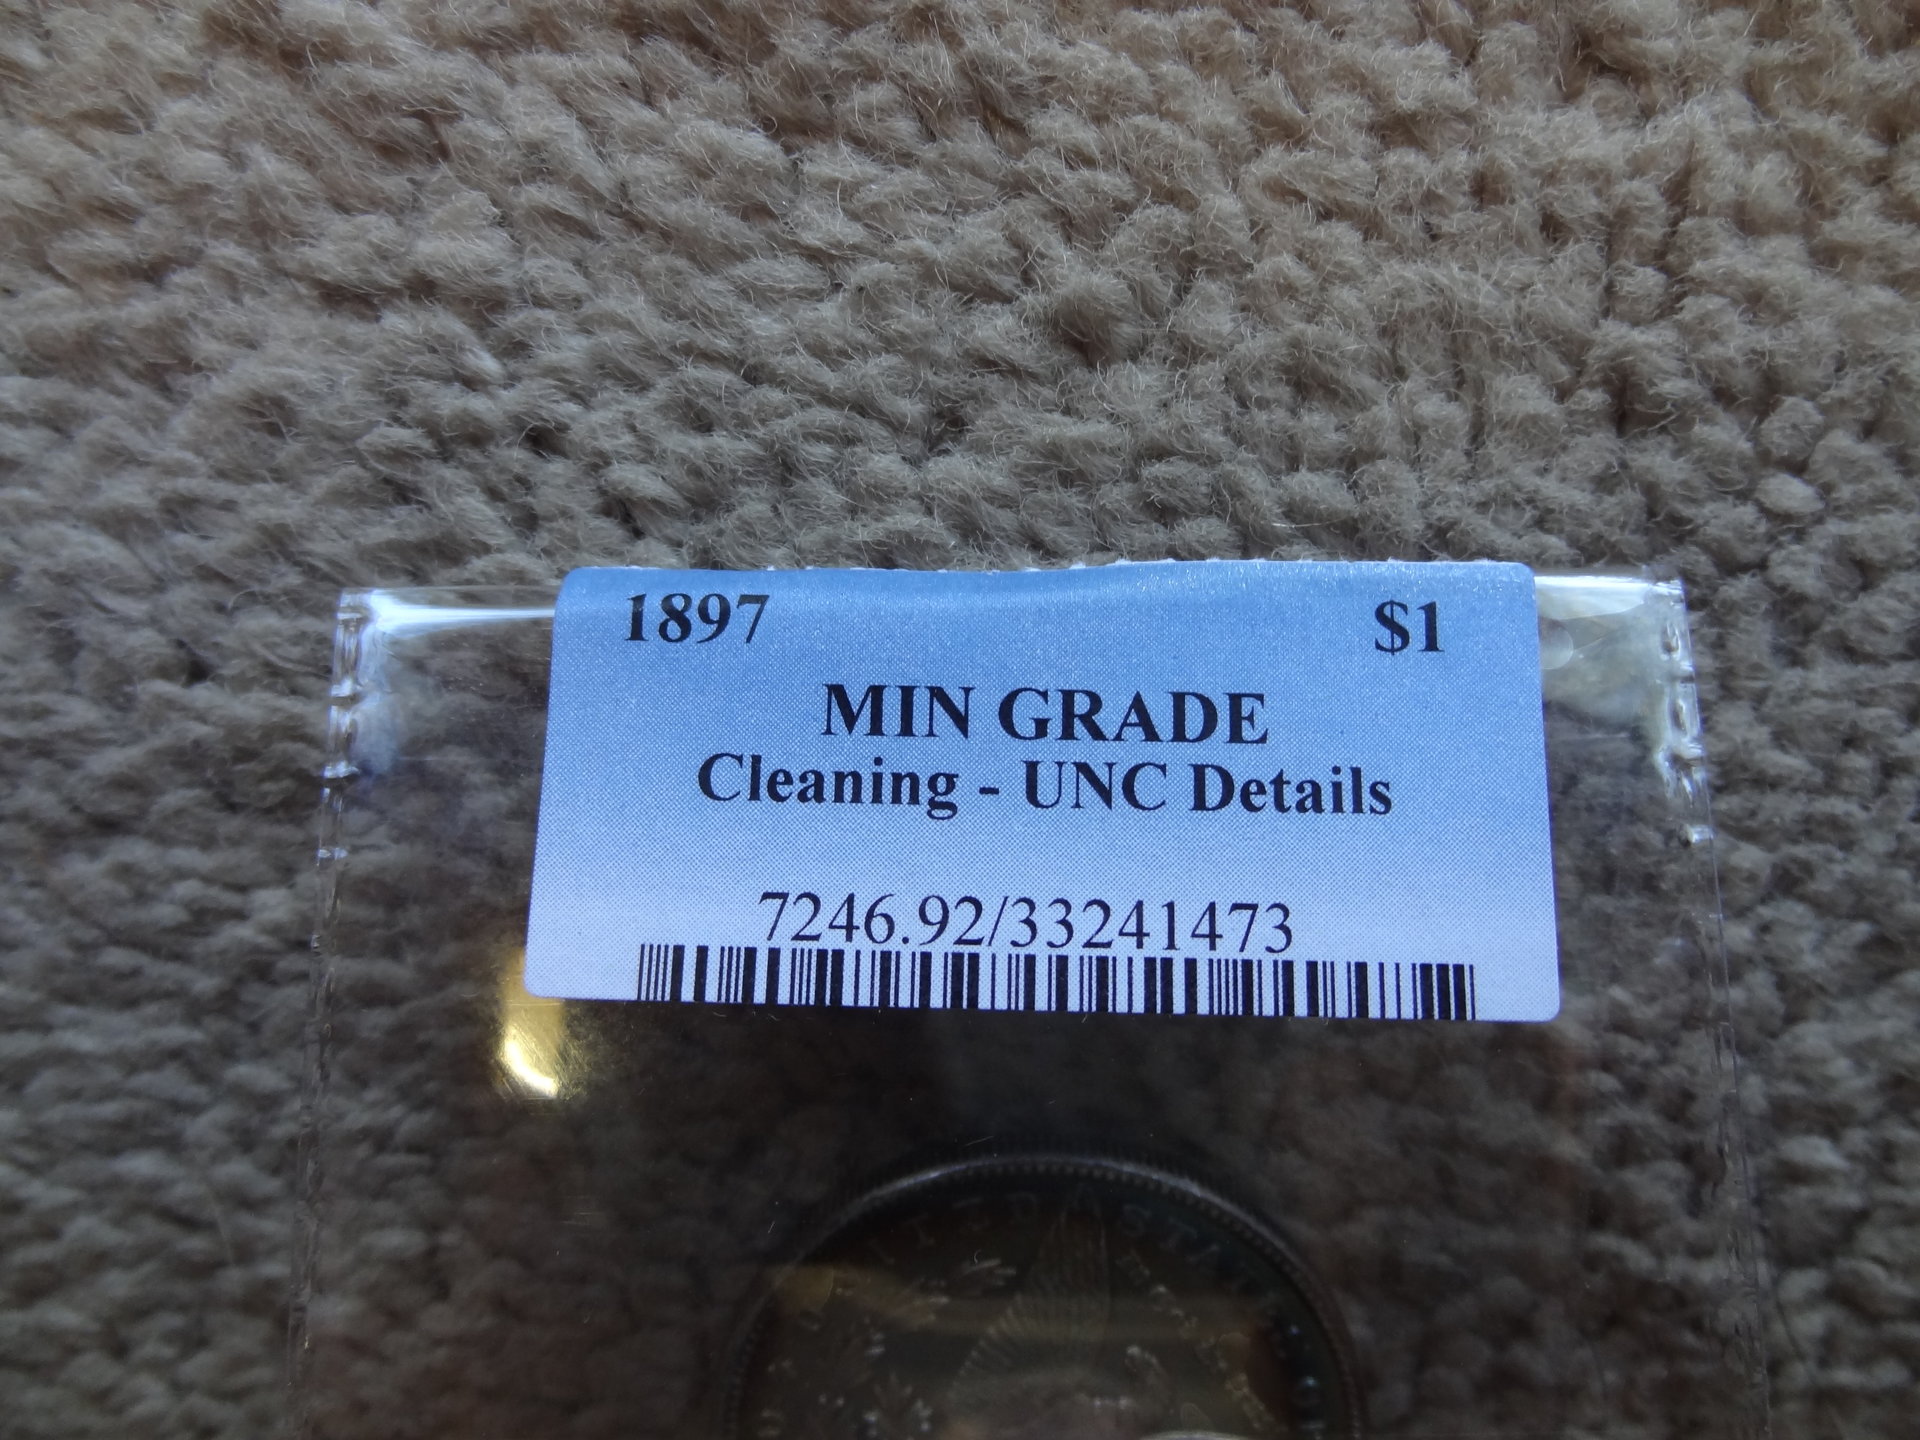 1897 $1
MIN GRADE
Cleaning - UNC Details
7246.92/33241473